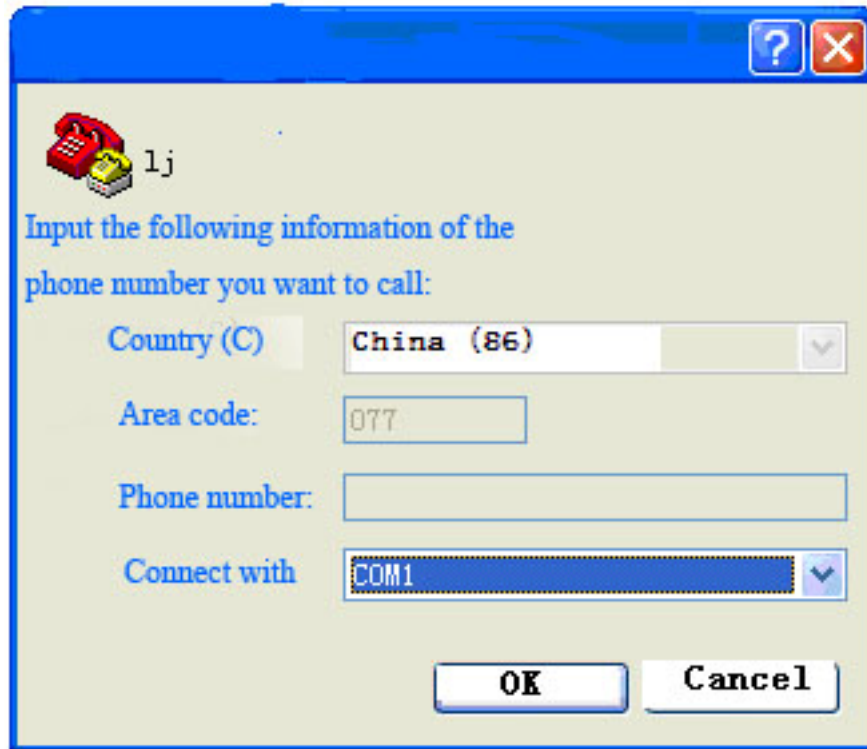 lj
Input the following information of the
phone number you want to call:
Country (C)
China (86)
Area code:
077
Phone number:
Connect with
COM1
OK
Cancel